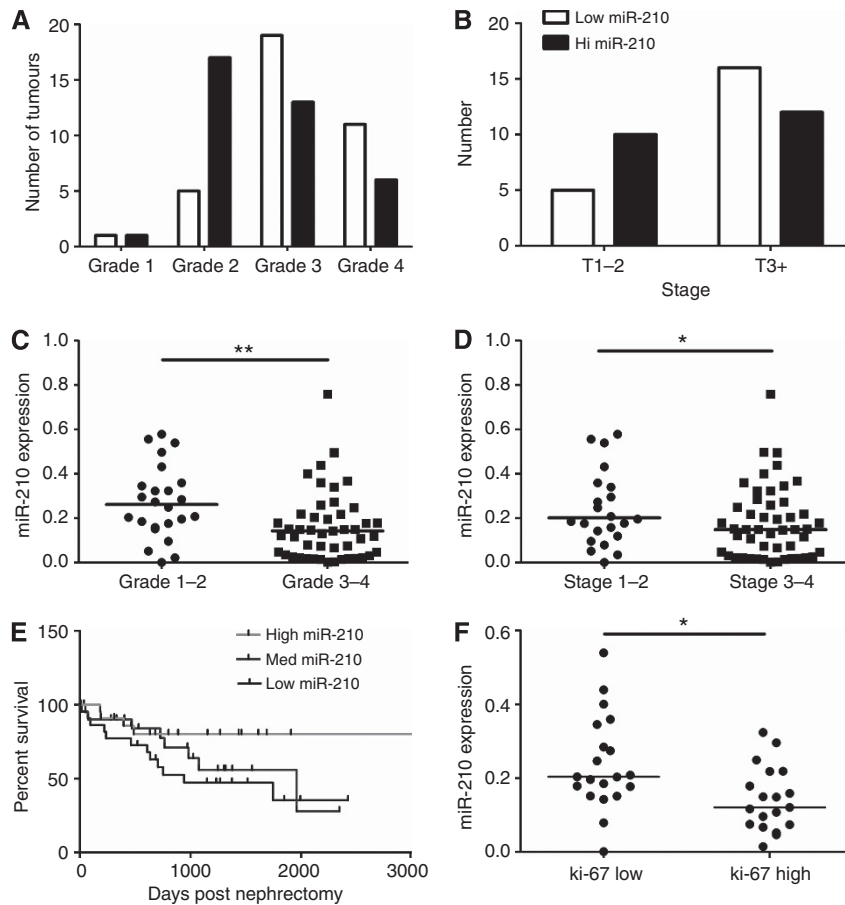 A
Number of tumours
20
15
10
5
0
Grade 1 Grade 2 Grade 3 Grade 4
B
Low miR-210
Hi miR-210
Number
20
15
10
5
0
T1–2 T3+
Stage
C
miR-210 expression
1.0
0.8
0.6
0.4
0.2
0.0
**
Grade 1–2 Grade 3–4
D
miR-210 expression
1.0
0.8
0.6
0.4
0.2
0.0
*
Stage 1–2 Stage 3–4
E
Percent survival
150
100
50
0
High miR-210
Med miR-210
Low miR-210
0 1000 2000 3000
Days post nephrectomy
F
miR-210 expression
0.6
0.4
0.2
0.0
*
ki-67 low ki-67 high